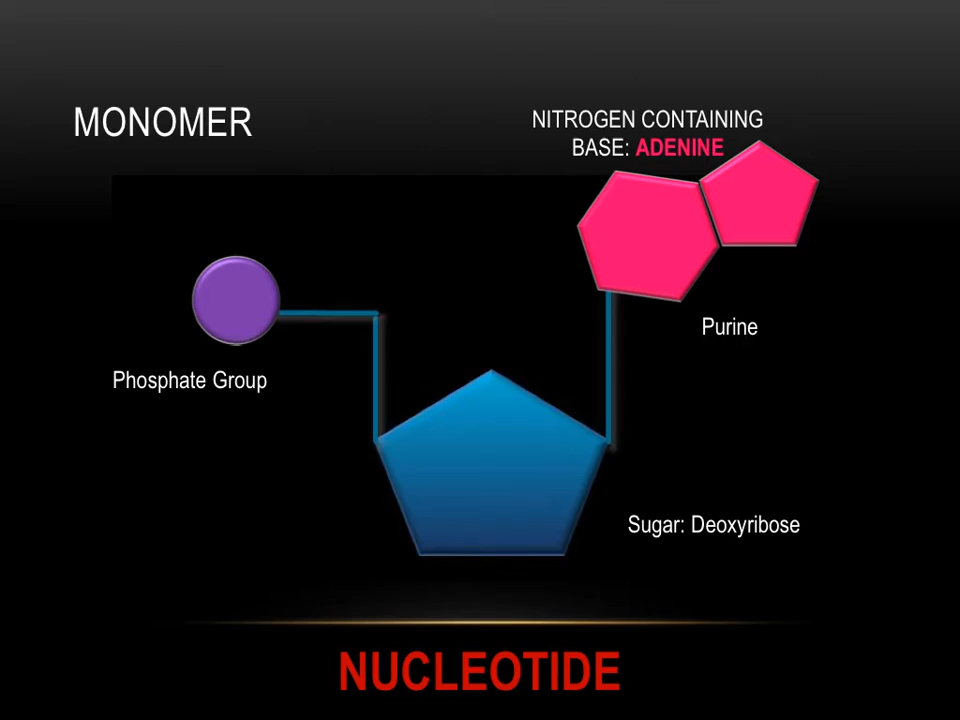 MONOMER
NITROGEN CONTAINING
BASE: ADENINE
Purine
Phosphate Group
Sugar: Deoxyribose
NUCLEOTIDE